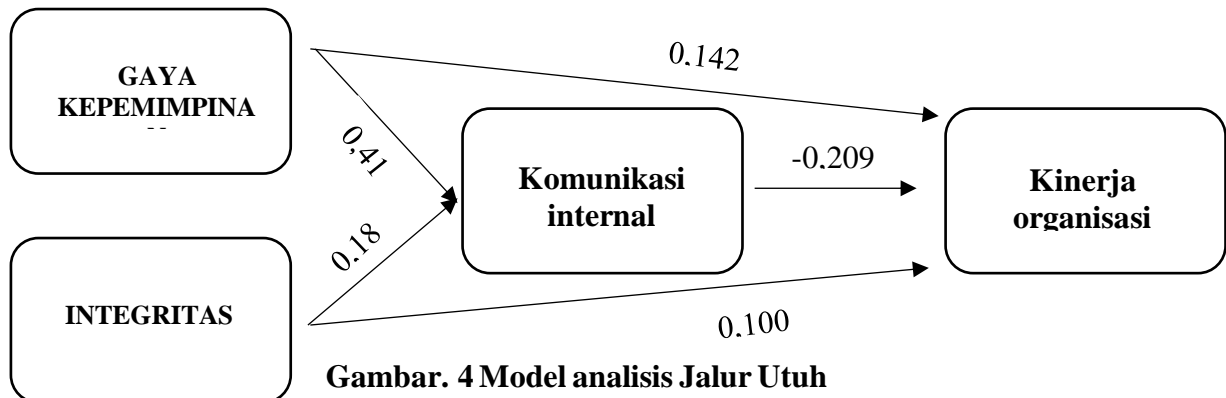 GAYA
KEPEMIMPINA
0,142
0,41
Komunikasi
internal
-0,209
Kinerja
organisasi
0,18
INTEGRITAS
0,100
Gambar. 4 Model analisis Jalur Utuh